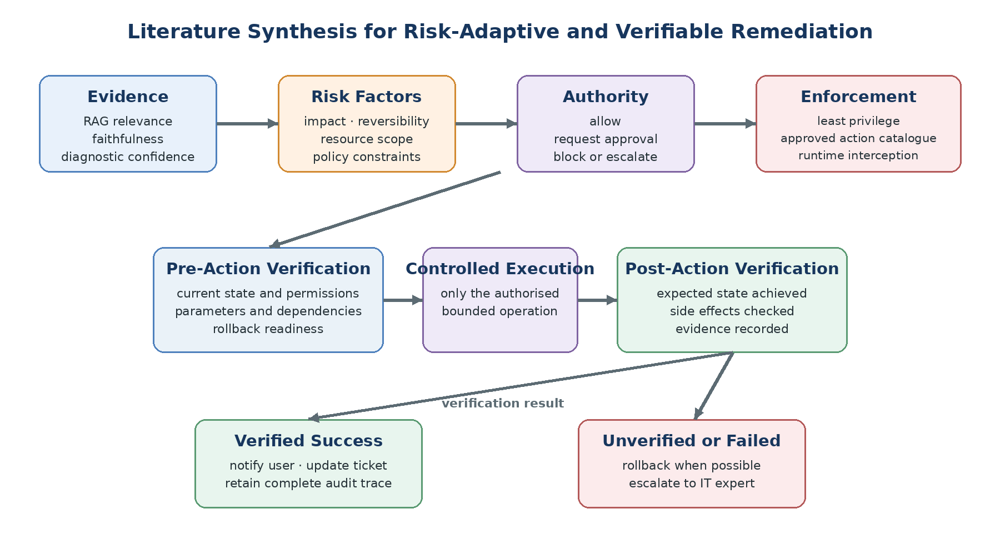 Literature Synthesis for Risk-Adaptive and Verifiable Remediation
Evidence
RAG relevance
faithfulness
diagnostic confidence
Risk Factors
impact · reversibility
resource scope
policy constraints
Authority
allow
request approval
block or escalate
Enforcement
least privilege
approved action catalogue
runtime interception
Pre-Action Verification
current state and permissions
parameters and dependencies
rollback readiness
Controlled Execution
only the authorised
bounded operation
Post-Action Verification
expected state achieved
side effects checked
evidence recorded
verification result
Verified Success
notify user · update ticket
retain complete audit trace
Unverified or Failed
rollback when possible
escalate to IT expert